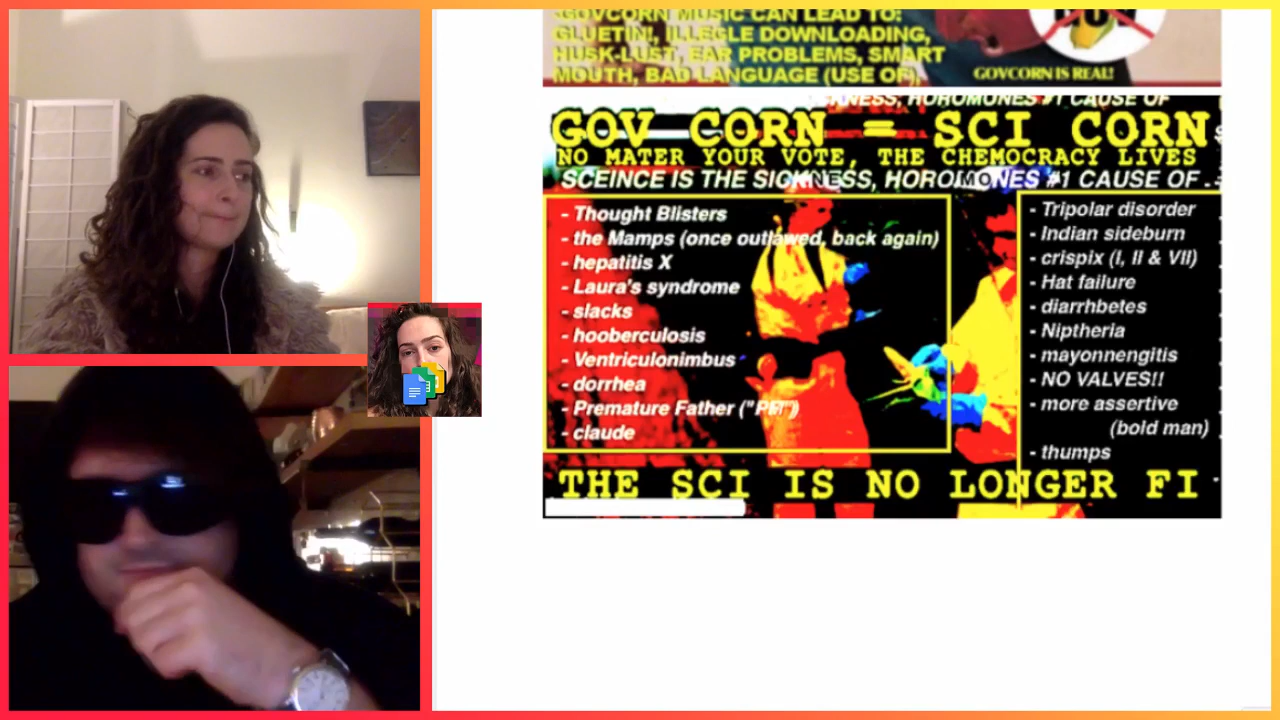 GOVCORN MUSIC CAN LEAD TO:
GLUETIN!, ILLEGLE DOWNLOADING,
HUSK-LUST, EAR PROBLEMS, SMART
MOUTH, BAD LANGUAGE (USE OF).
GOVCORN IS REAL!
HOROMONES #1 CAUSE OF
GOV CORN = SCI CORN
NO MATER YOUR VOTE, THE CHEMOCRACY LIVES
SCEINCE IS THE SICKNESS, HOROMONES #1 CAUSE OF...
- Thought Blisters
- the Mamps (once outlawed, back again)
- hepatitis X
- Laura's syndrome
- slacks
- hooberculosis
- Ventriculonimbus
- dorrhea
- Premature Father ("PF")
- claude
- Tripolar disorder
- Indian sideburn
- crispix (I, II & VII)
- Hat failure
- diarrhbetes
- Niptheria
- mayonnengitis
- NO VALVES!!
- more assertive
(bold man)
- thumps
THE SCI IS NO LONGER FI